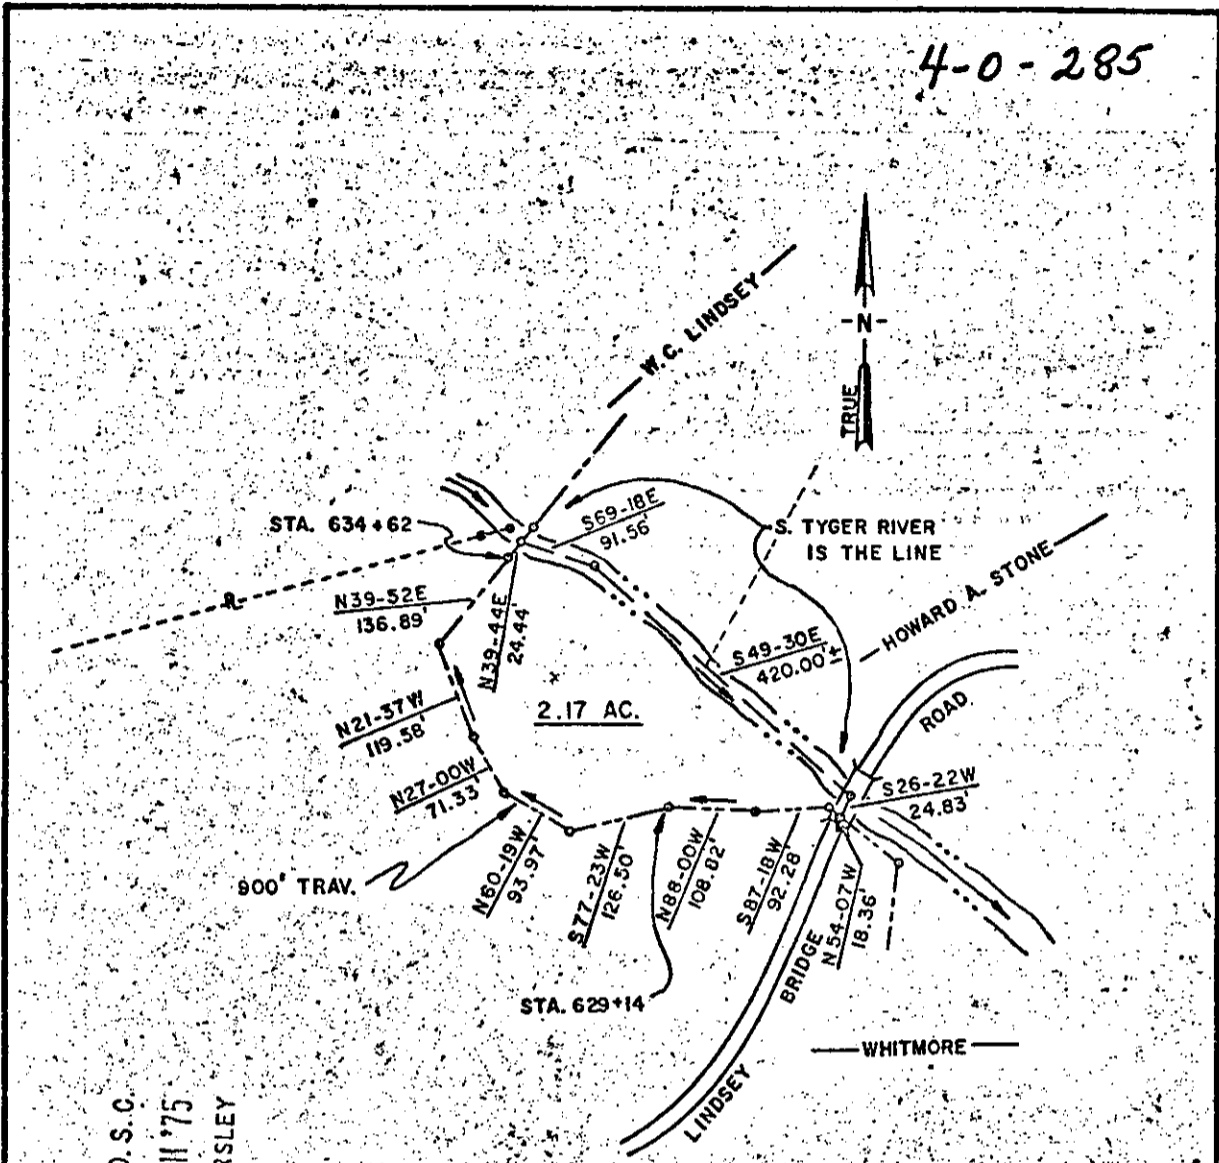 4-0-285
W.C. LINDSEY
-N-
TRUE
STA. 634+62
S69-18E
91.56'
S. TYGER RIVER
IS THE LINE
HOWARD A. STONE
N39-52E
136.89'
N39-44E
24.44'
S49-30E
420.00'±
ROAD
2.17 AC.
N21-37W
119.58'
N27-00W
71.33'
S26-22W
24.83'
900' TRAV.
N60-19W
93.97'
S77-23W
126.50'
N88-00W
108.82'
S87-18W
92.28'
N54-07W
18.36'
STA. 629+14
BRIDGE
WHITMORE
LINDSEY
S.C.
11'75
RSLEY